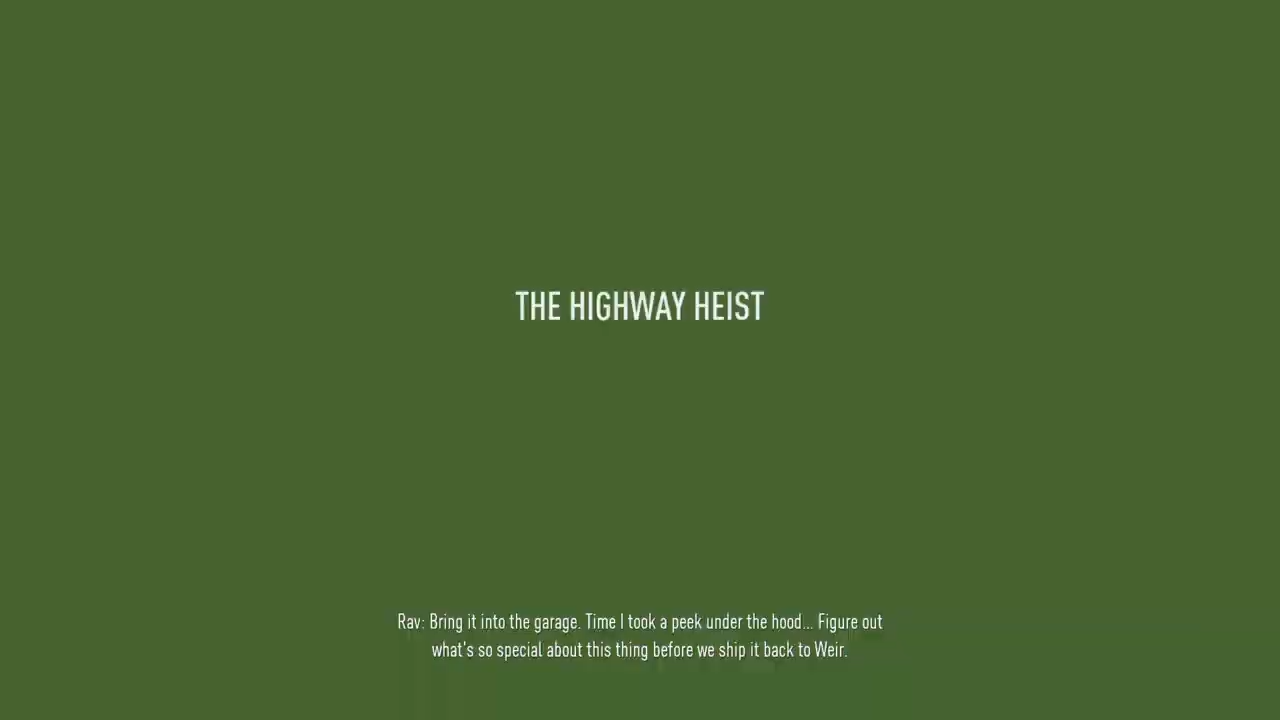 THE HIGHWAY HEIST
Rav: Bring it into the garage. Time I took a peek under the hood... Figure out
what's so special about this thing before we ship it back to Weir.